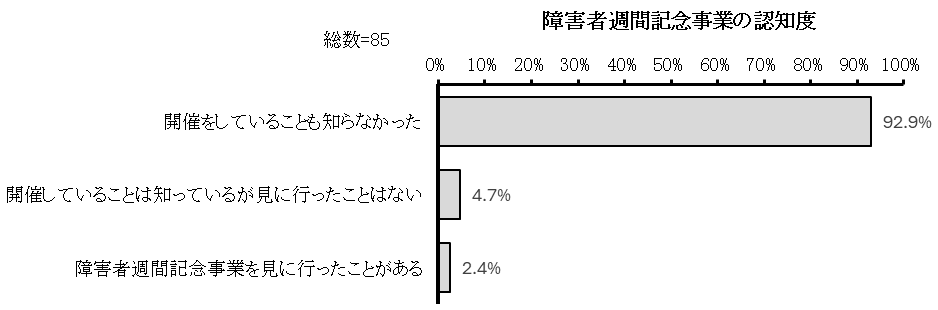 障害者週間記念事業の認知度
総数=85
0% 10% 20% 30% 40% 50% 60% 70% 80% 90% 100%
開催をしていることも知らなかった 92.9%
開催していることは知っているが見に行ったことはない 4.7%
障害者週間記念事業を見に行ったことがある 2.4%